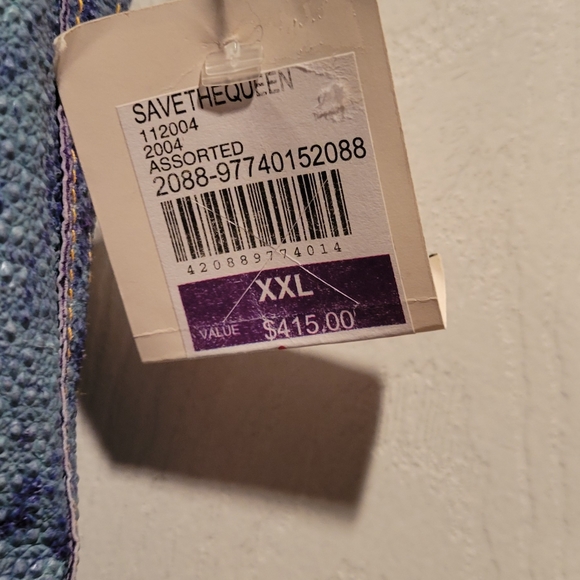 SAVETHEQUEEN
112004
2004
ASSORTED
2088-97740152088
420889774014
XXL
VALUE $415.00